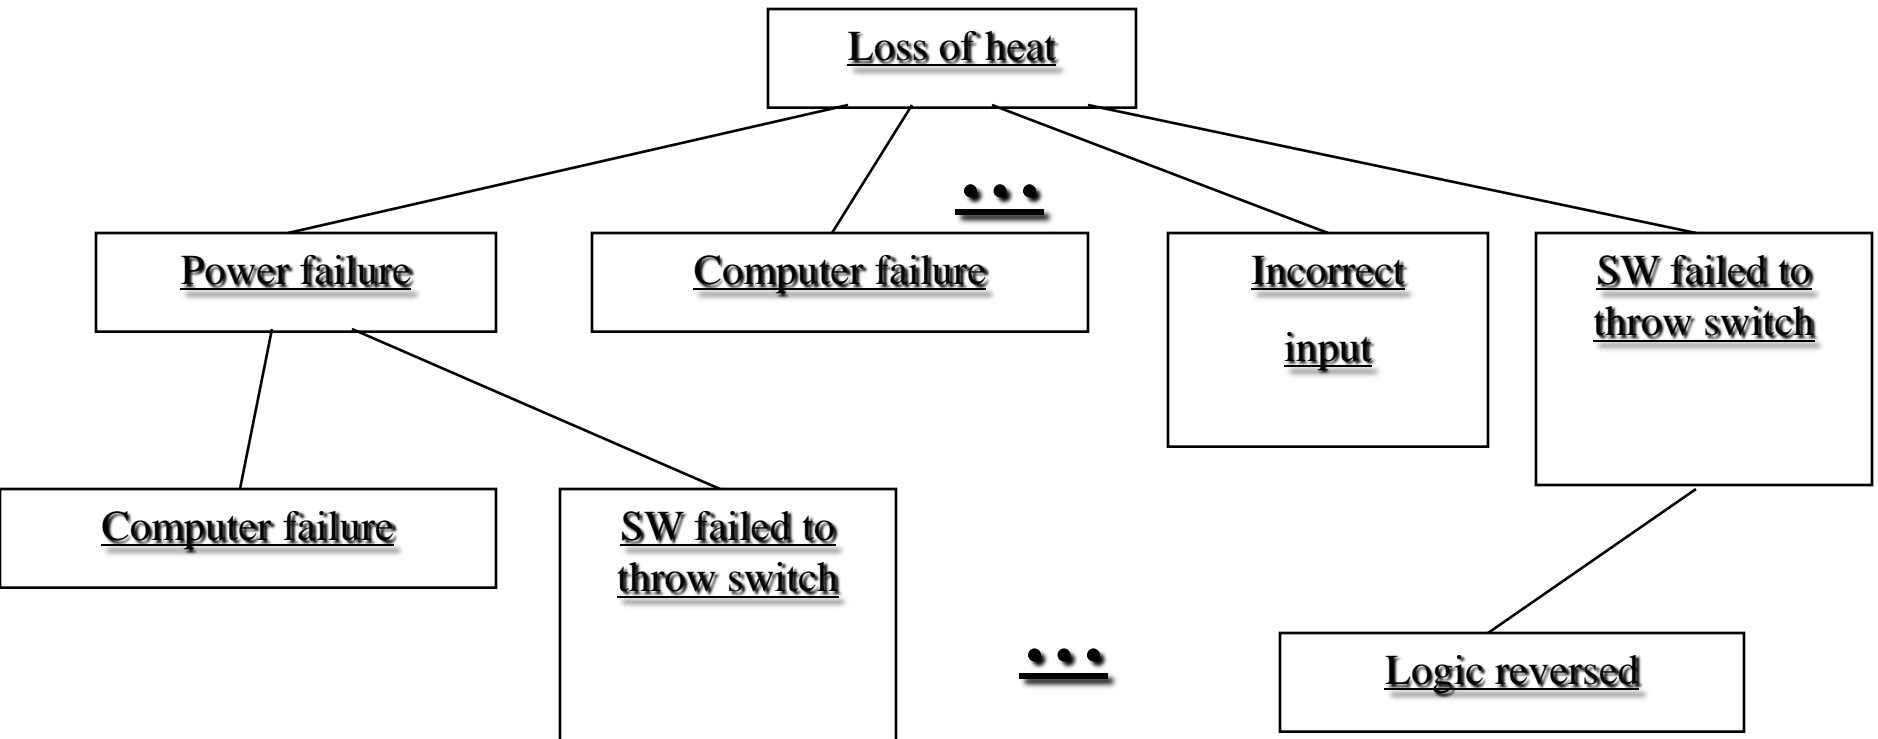 Loss of heat
...
Power failure
Computer failure
Incorrect
input
SW failed to
throw switch
Computer failure
SW failed to
throw switch
...
Logic reversed